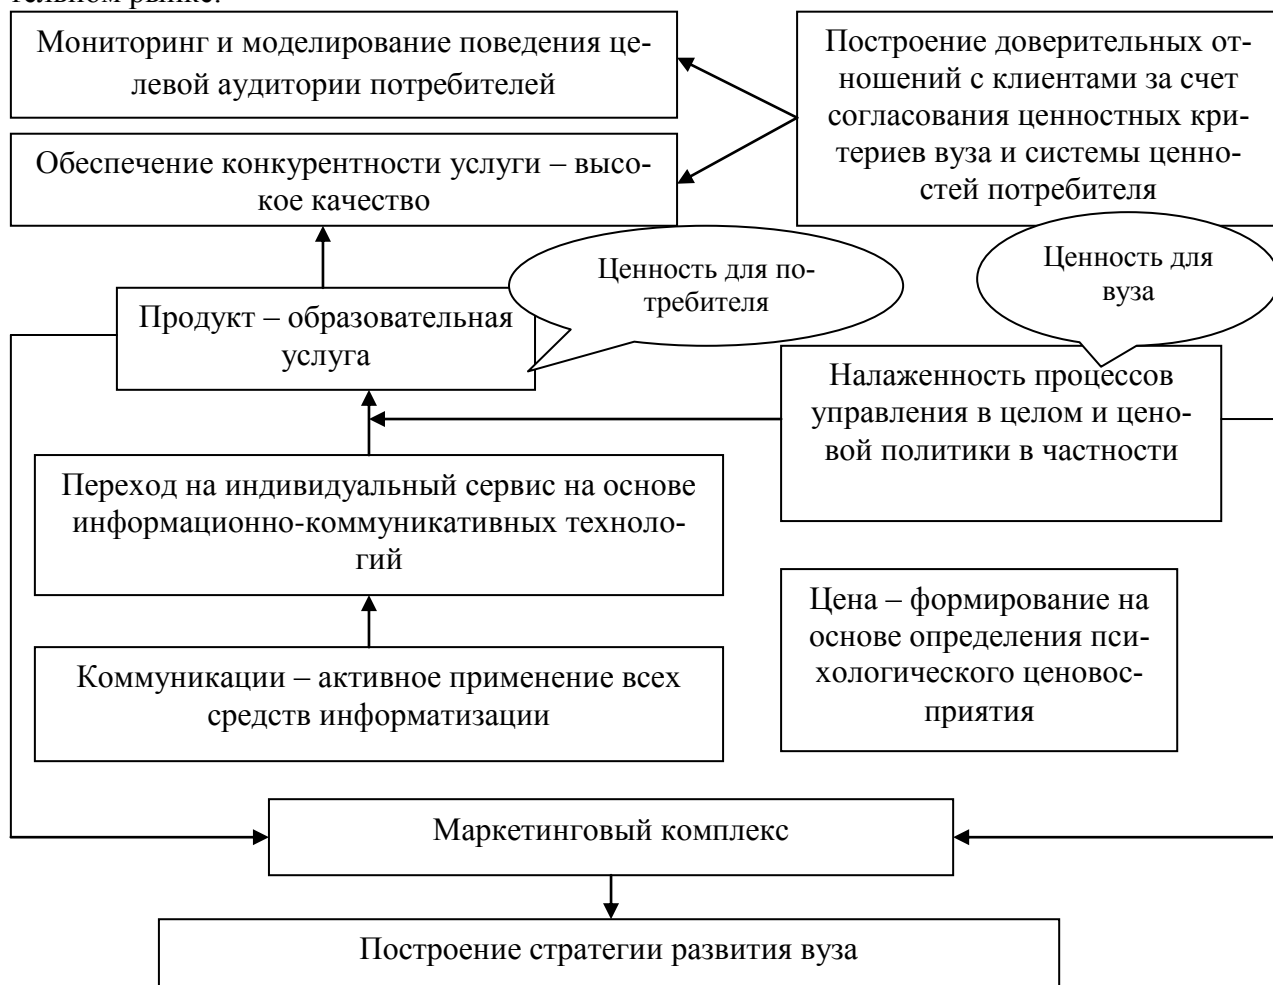 тельном рынке.
Мониторинг и моделирование поведения це-
левой аудитории потребителей
Построение доверительных от-
ношений с клиентами за счет
согласования ценностных кри-
териев вуза и системы ценно-
стей потребителя
Обеспечение конкурентности услуги – высо-
кое качество
Ценность для по-
требителя
Ценность для
вуза
Продукт – образовательная
услуга
Налаженность процессов
управления в целом и цено-
вой политики в частности
Переход на индивидуальный сервис на основе
информационно-коммуникативных техноло-
гий
Цена – формирование на
основе определения пси-
хологического ценовос-
приятия
Коммуникации – активное применение всех
средств информатизации
Маркетинговый комплекс
Построение стратегии развития вуза